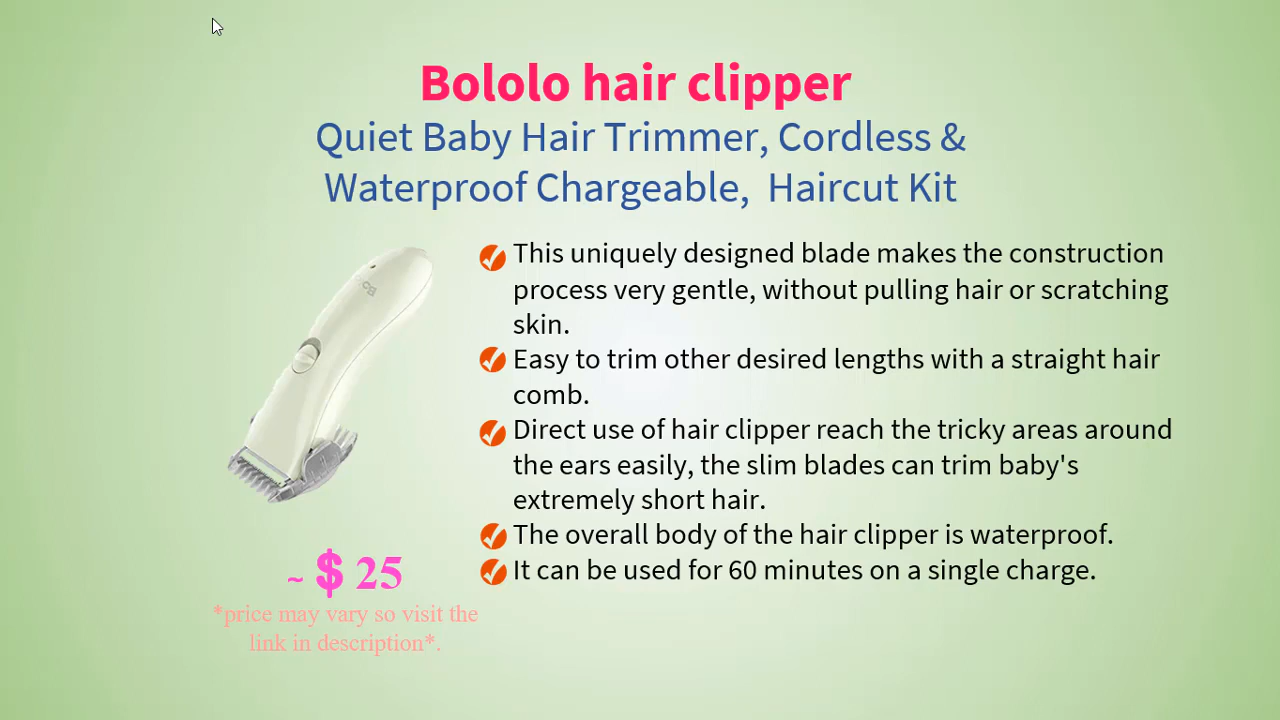 Bololo hair clipper
Quiet Baby Hair Trimmer, Cordless &
Waterproof Chargeable, Haircut Kit
This uniquely designed blade makes the construction
process very gentle, without pulling hair or scratching
skin.
Easy to trim other desired lengths with a straight hair
comb.
Direct use of hair clipper reach the tricky areas around
the ears easily, the slim blades can trim baby's
extremely short hair.
The overall body of the hair clipper is waterproof.
It can be used for 60 minutes on a single charge.
~ $ 25
*price may vary so visit the
link in description*.